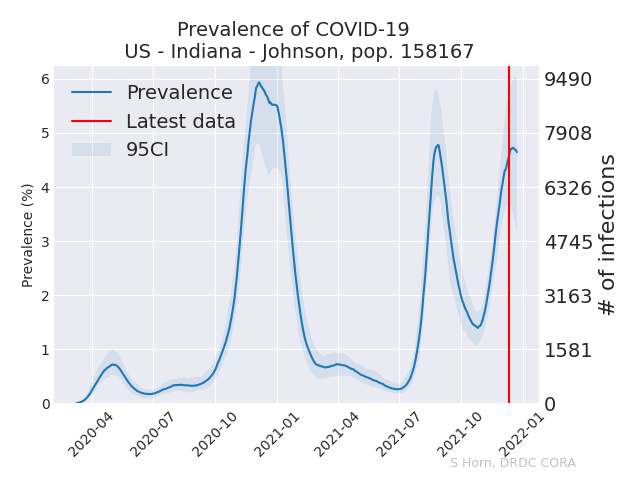 Prevalence of COVID-19
US - Indiana - Johnson, pop. 158167
Prevalence
Latest data
95CI
Prevalence (%)
6
5
4
3
2
1
0
9490
7908
6326
4745
3163
1581
0
# of infections
2020-04
2020-07
2020-10
2021-01
2021-04
2021-07
2021-10
2022-01
S Horn, DRDC CORA